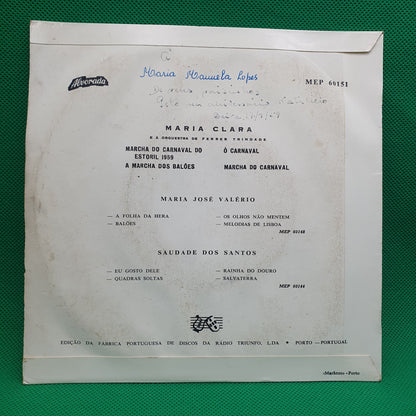 Alvorada
À
Maria Manuela Lopes
MEP 60151
MARIA CLARA
E A ORQUESTRA DE FERRER TRINDADE
MARCHA DO CARNAVAL DO ESTORIL 1959
Ó CARNAVAL
A MARCHA DOS BALÕES
MARCHA DO CARNAVAL
MARIA JOSÉ VALÉRIO
— A FOLHA DA HERA
— OS OLHOS NÃO MENTEM
— BALÕES
— MELODIAS DE LISBOA
MEP 60148
SAUDADE DOS SANTOS
— EU GOSTO DELE
— RAINHA DO DOURO
— QUADRAS SOLTAS
— SALVATERRA
MEP 60144
EDIÇÃO DA FABRICA PORTUGUESA DE DISCOS DA RÁDIO TRIUNFO, L.DA • PORTO — PORTUGAL